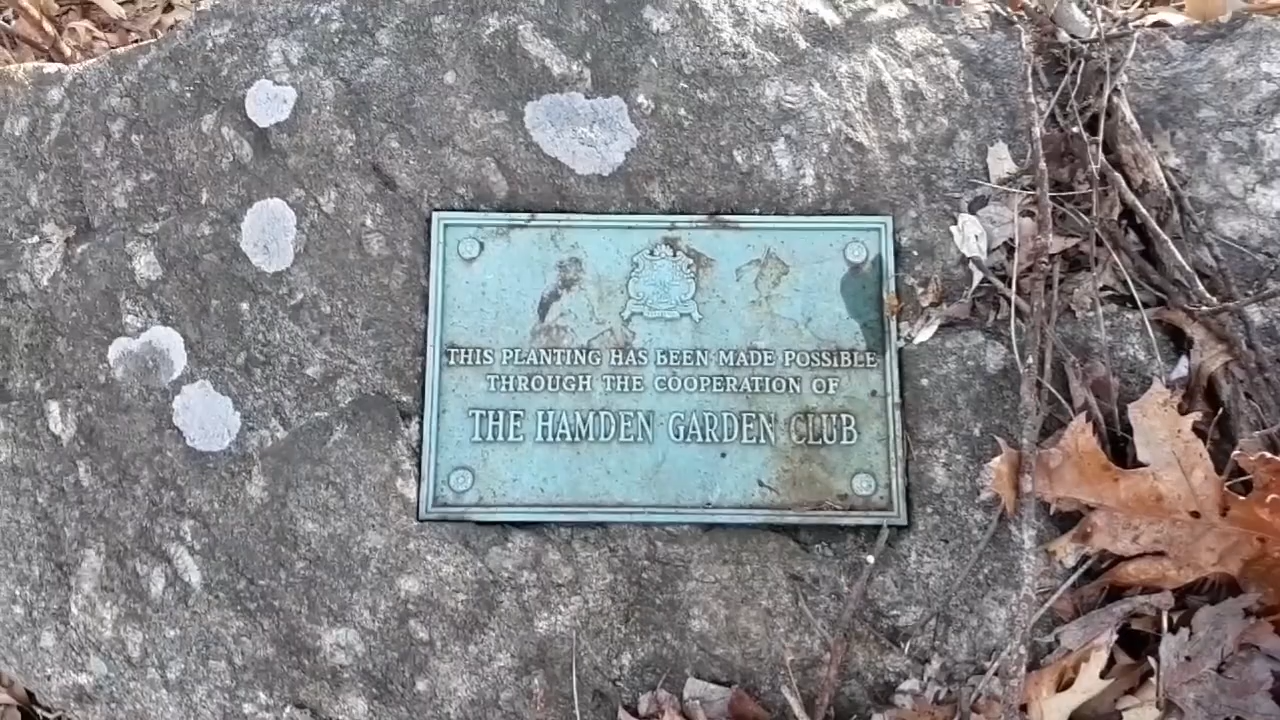 THIS PLANTING HAS BEEN MADE POSSIBLE
THROUGH THE COOPERATION OF
THE HAMDEN GARDEN CLUB